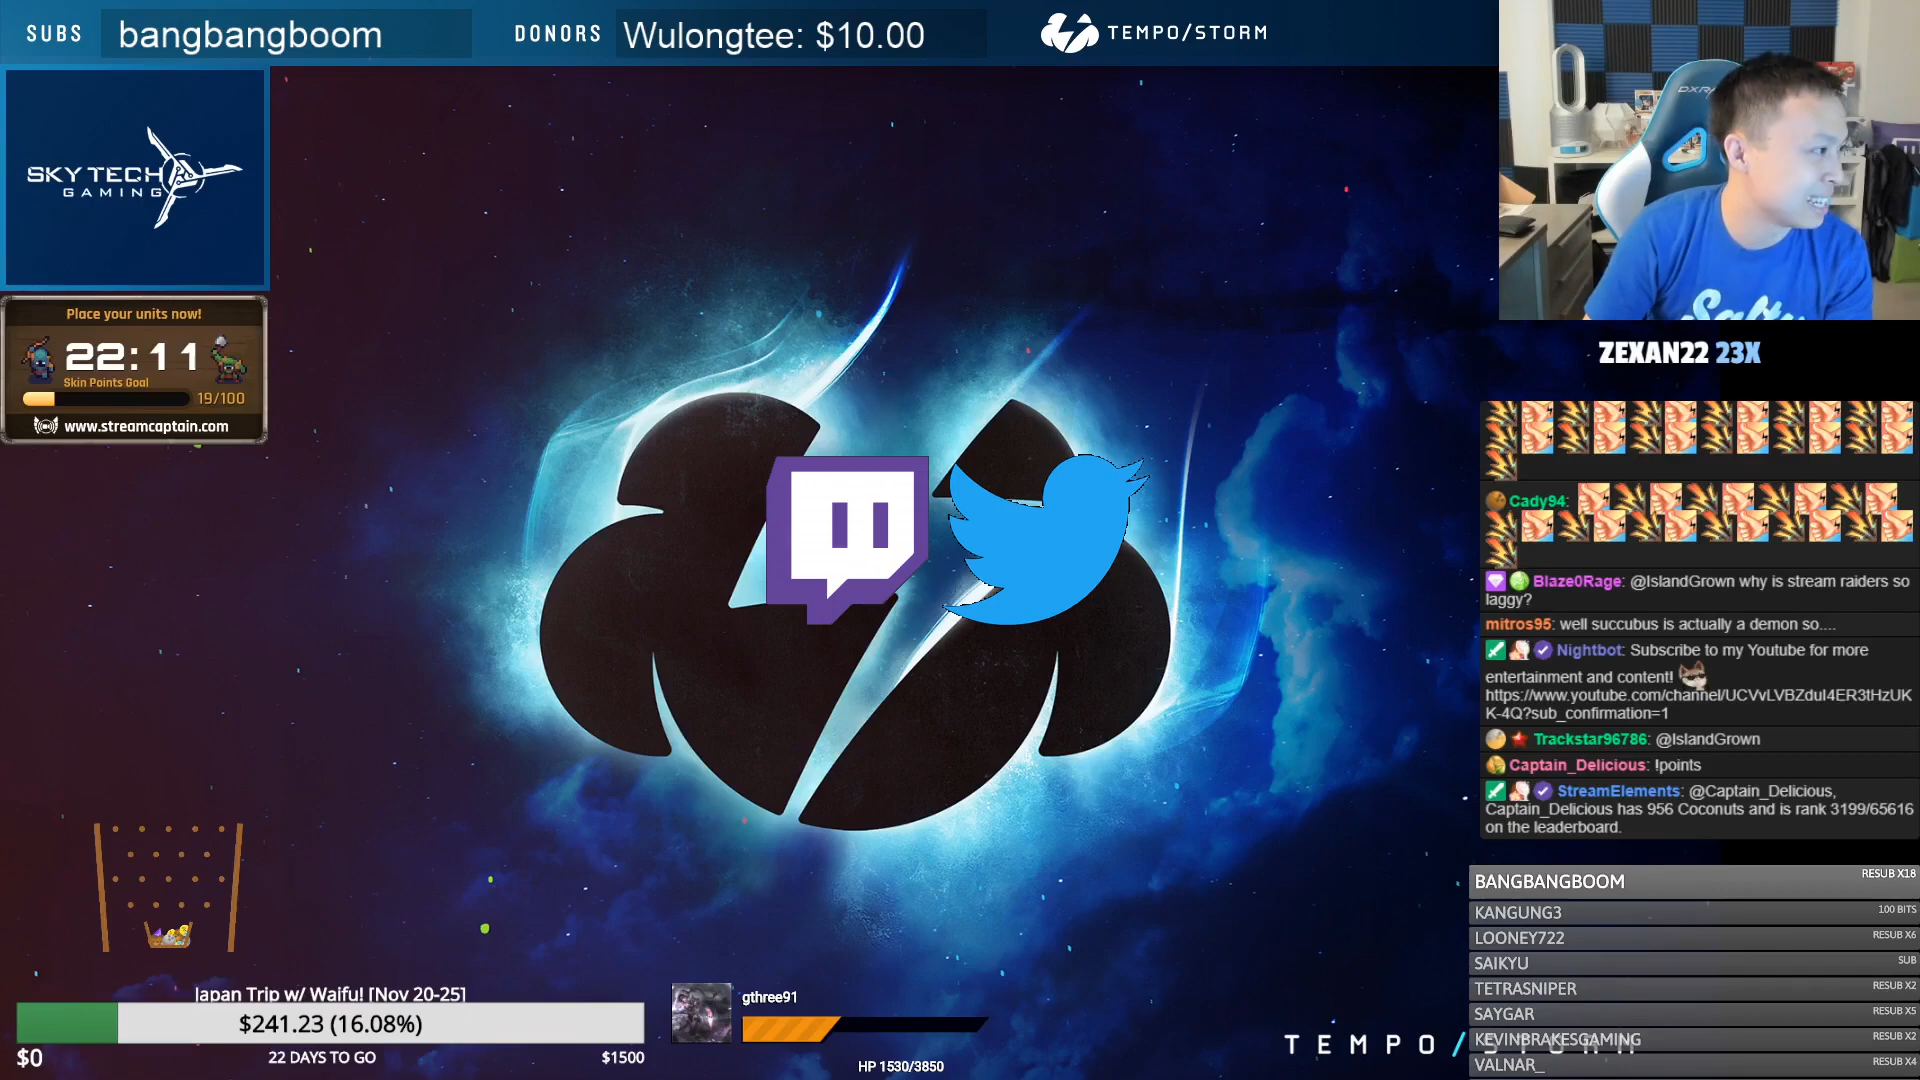 SUBS bangbangboom DONORS Wulongtee: $10.00 TEMPO/STORM
SKYTECH
GAMING
Place your units now!
22:11
Skin Points Goal
19/100
www.streamcaptain.com
ZEXAN22 23X
Cady94:
Blaze0Rage: @IslandGrown why is stream raiders so
laggy?
mitros95: well succubus is actually a demon so....
Nightbot: Subscribe to my Youtube for more
entertainment and content!
https://www.youtube.com/channel/UCVvLVBZduI4ER3tHzUK
K-4Q?sub_confirmation=1
Trackstar96786: @IslandGrown
Captain_Delicious: !points
StreamElements: @Captain_Delicious,
Captain_Delicious has 956 Coconuts and is rank 3199/65616
on the leaderboard.
BANGBANGBOOM RESUB X18
KANGUNG3 100 BITS
LOONEY722 RESUB X6
SAIKYU SUB
TETRASNIPER RESUB X2
SAYGAR RESUB X5
KEVINBRAKESGAMING RESUB X2
VALNAR_ RESUB X4
Japan Trip w/ Waifu! [Nov 20-25]
$241.23 (16.08%)
$0 22 DAYS TO GO $1500
gthree91
HP 1530/3850
TEMPO/STORM